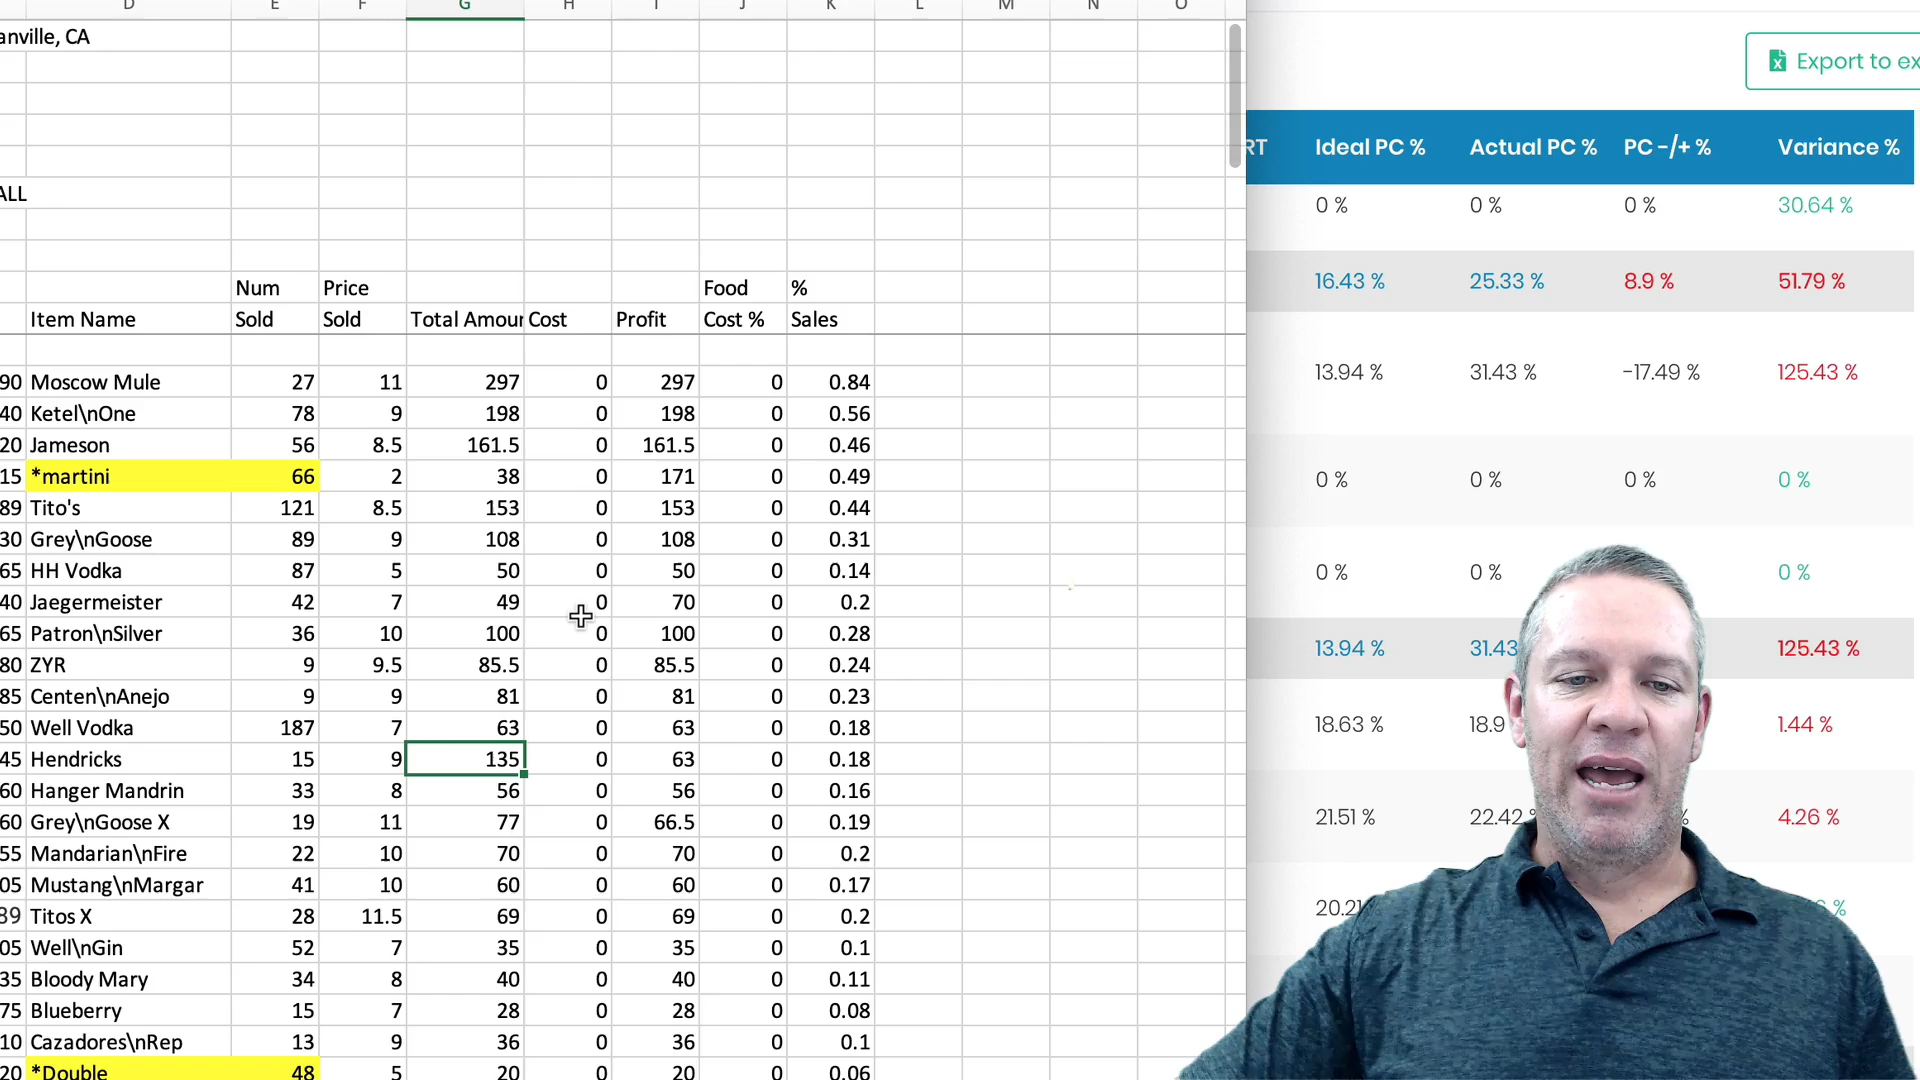 E F G H I J K L M N O
anville, CA
ALL
Num Price Food %
Item Name Sold Sold Total Amour Cost Profit Cost % Sales
90 Moscow Mule 27 11 297 0 297 0 0.84
40 Ketel\nOne 78 9 198 0 198 0 0.56
20 Jameson 56 8.5 161.5 0 161.5 0 0.46
15 *martini 66 2 38 0 171 0 0.49
89 Tito's 121 8.5 153 0 153 0 0.44
30 Grey\nGoose 89 9 108 0 108 0 0.31
65 HH Vodka 87 5 50 0 50 0 0.14
40 Jaegermeister 42 7 49 0 70 0 0.2
65 Patron\nSilver 36 10 100 0 100 0 0.28
80 ZYR 9 9.5 85.5 0 85.5 0 0.24
85 Centen\nAnejo 9 9 81 0 81 0 0.23
50 Well Vodka 187 7 63 0 63 0 0.18
45 Hendricks 15 9 135 0 63 0 0.18
60 Hanger Mandrin 33 8 56 0 56 0 0.16
60 Grey\nGoose X 19 11 77 0 66.5 0 0.19
55 Mandarian\nFire 22 10 70 0 70 0 0.2
05 Mustang\nMargar 41 10 60 0 60 0 0.17
89 Titos X 28 11.5 69 0 69 0 0.2
05 Well\nGin 52 7 35 0 35 0 0.1
35 Bloody Mary 34 8 40 0 40 0 0.11
75 Blueberry 15 7 28 0 28 0 0.08
10 Cazadores\nRep 13 9 36 0 36 0 0.1
20 *Double 48 5 20 0 20 0 0.06
Export to ex
RT Ideal PC % Actual PC % PC -/+ % Variance %
0 % 0 % 0 % 30.64 %
16.43 % 25.33 % 8.9 % 51.79 %
13.94 % 31.43 % -17.49 % 125.43 %
0 % 0 % 0 % 0 %
0 % 0 % 0 %
13.94 % 31.43 125.43 %
18.63 % 18.9 1.44 %
21.51 % 22.42 % % 4.26 %
20.21 %